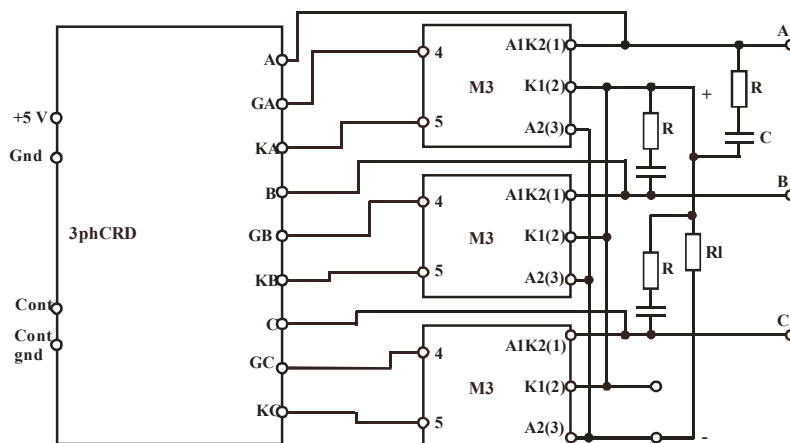 A
A
GA
KA
+5 V
Gnd
3phCRD
B
GB
KB
Cont
Cont
gnd
C
GC
KC
4
A1K2(1)
M3
K1(2)
5
A2(3)
+
R
C
R
4
A1K2(1)
B
M3
K1(2)
5
A2(3)
R
Rl
4
A1K2(1)
C
M3
K1(2)
5
A2(3)
-